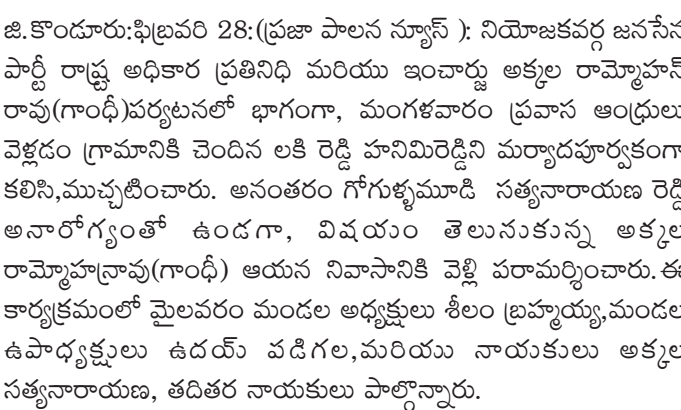 జి.కొండూరు:ఫిబ్రవరి 28:(ప్రజా పాలన న్యూస్ ): నియోజకవర్గ జనసేన
పార్టీ రాష్ట్ర అధికార ప్రతినిధి మరియు ఇంచార్జు అక్కల రామ్మోహన్
రావు(గాంధీ)పర్యటనలో భాగంగా, మంగళవారం ప్రవాస ఆంధ్రులు
వెళ్లడం గ్రామానికి చెందిన లకి రెడ్డి హనిమిరెడ్డిని మర్యాదపూర్వకంగా
కలిసి,ముచ్చటించారు. అనంతరం గోగుళ్ళమూడి సత్యనారాయణ రెడ్డి
అనారోగ్యంతో ఉండగా, విషయం తెలుసుకున్న అక్కల
రామ్మోహన్రావు(గాంధీ) ఆయన నివాసానికి వెళ్లి పరామర్శించారు.ఈ
కార్యక్రమంలో మైలవరం మండల అధ్యక్షులు శీలం బ్రహ్మయ్య,మండల
ఉపాధ్యక్షులు ఉదయ్ వడిగల,మరియు నాయకులు అక్కల
సత్యనారాయణ, తదితర నాయకులు పాల్గొన్నారు.